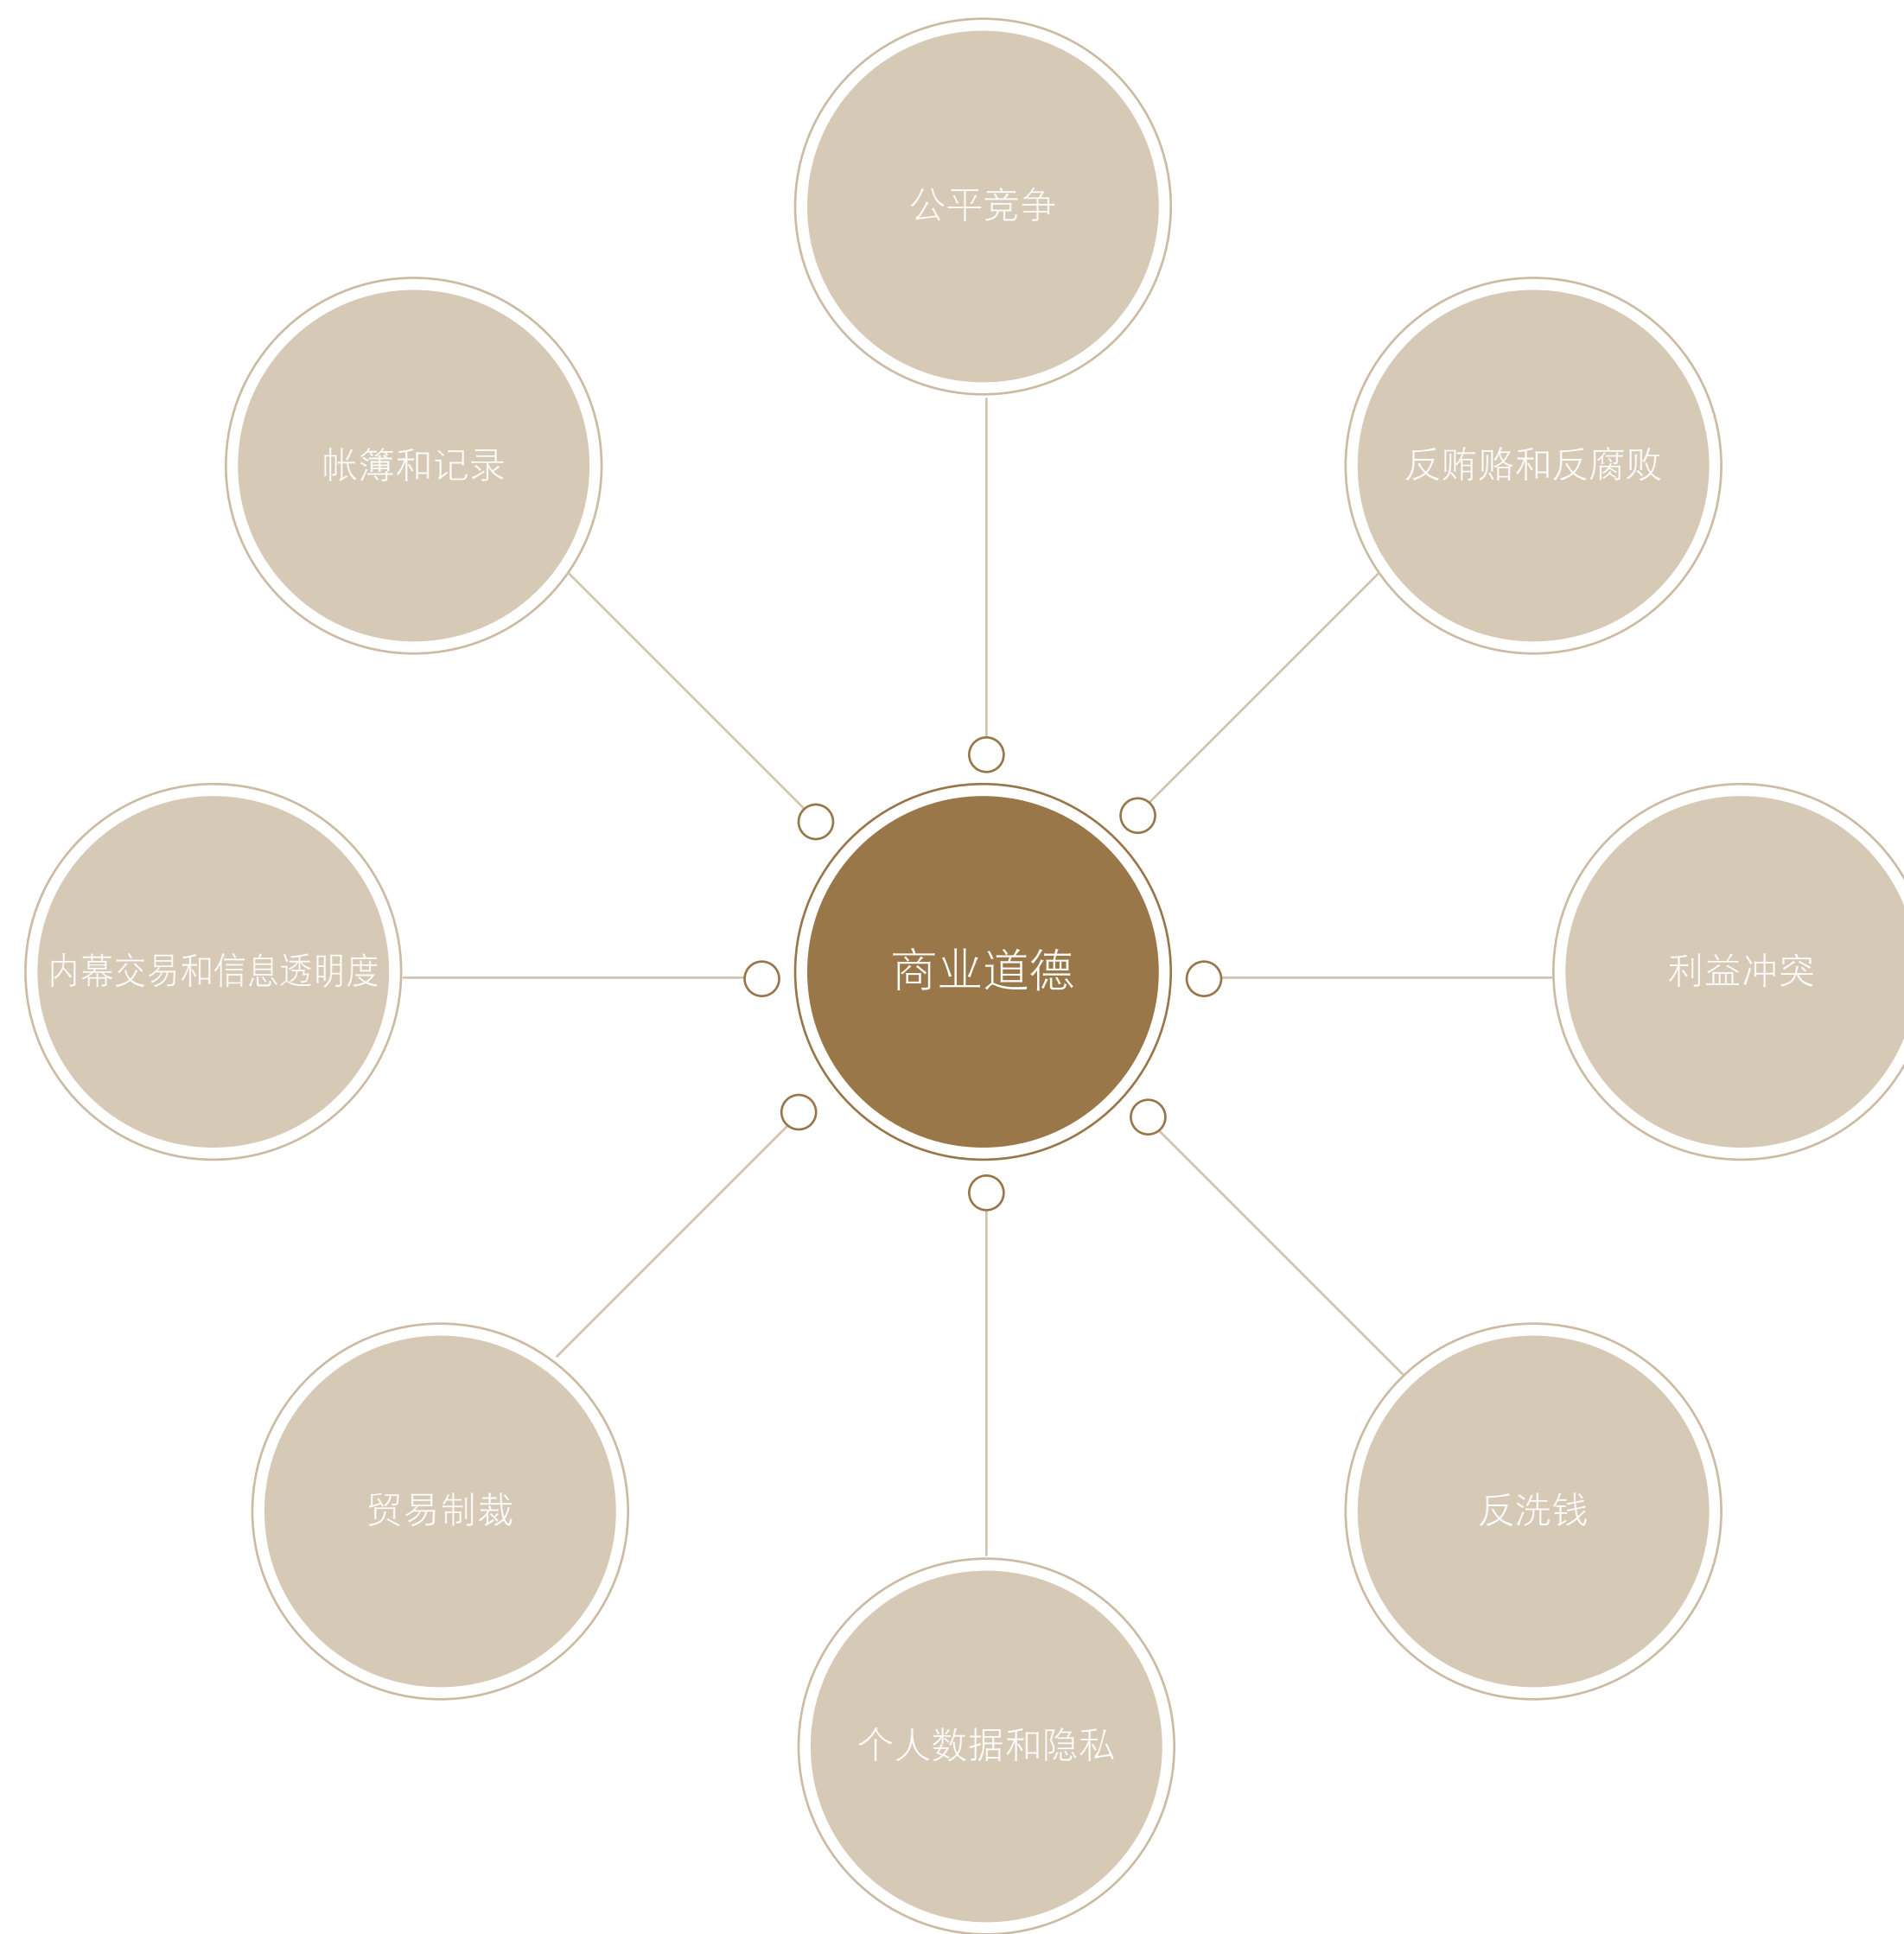 公平竞争
帐簿和记录
反贿赂和反腐败
内幕交易和信息透明度
商业道德
利益冲突
贸易制裁
反洗钱
个人数据和隐私